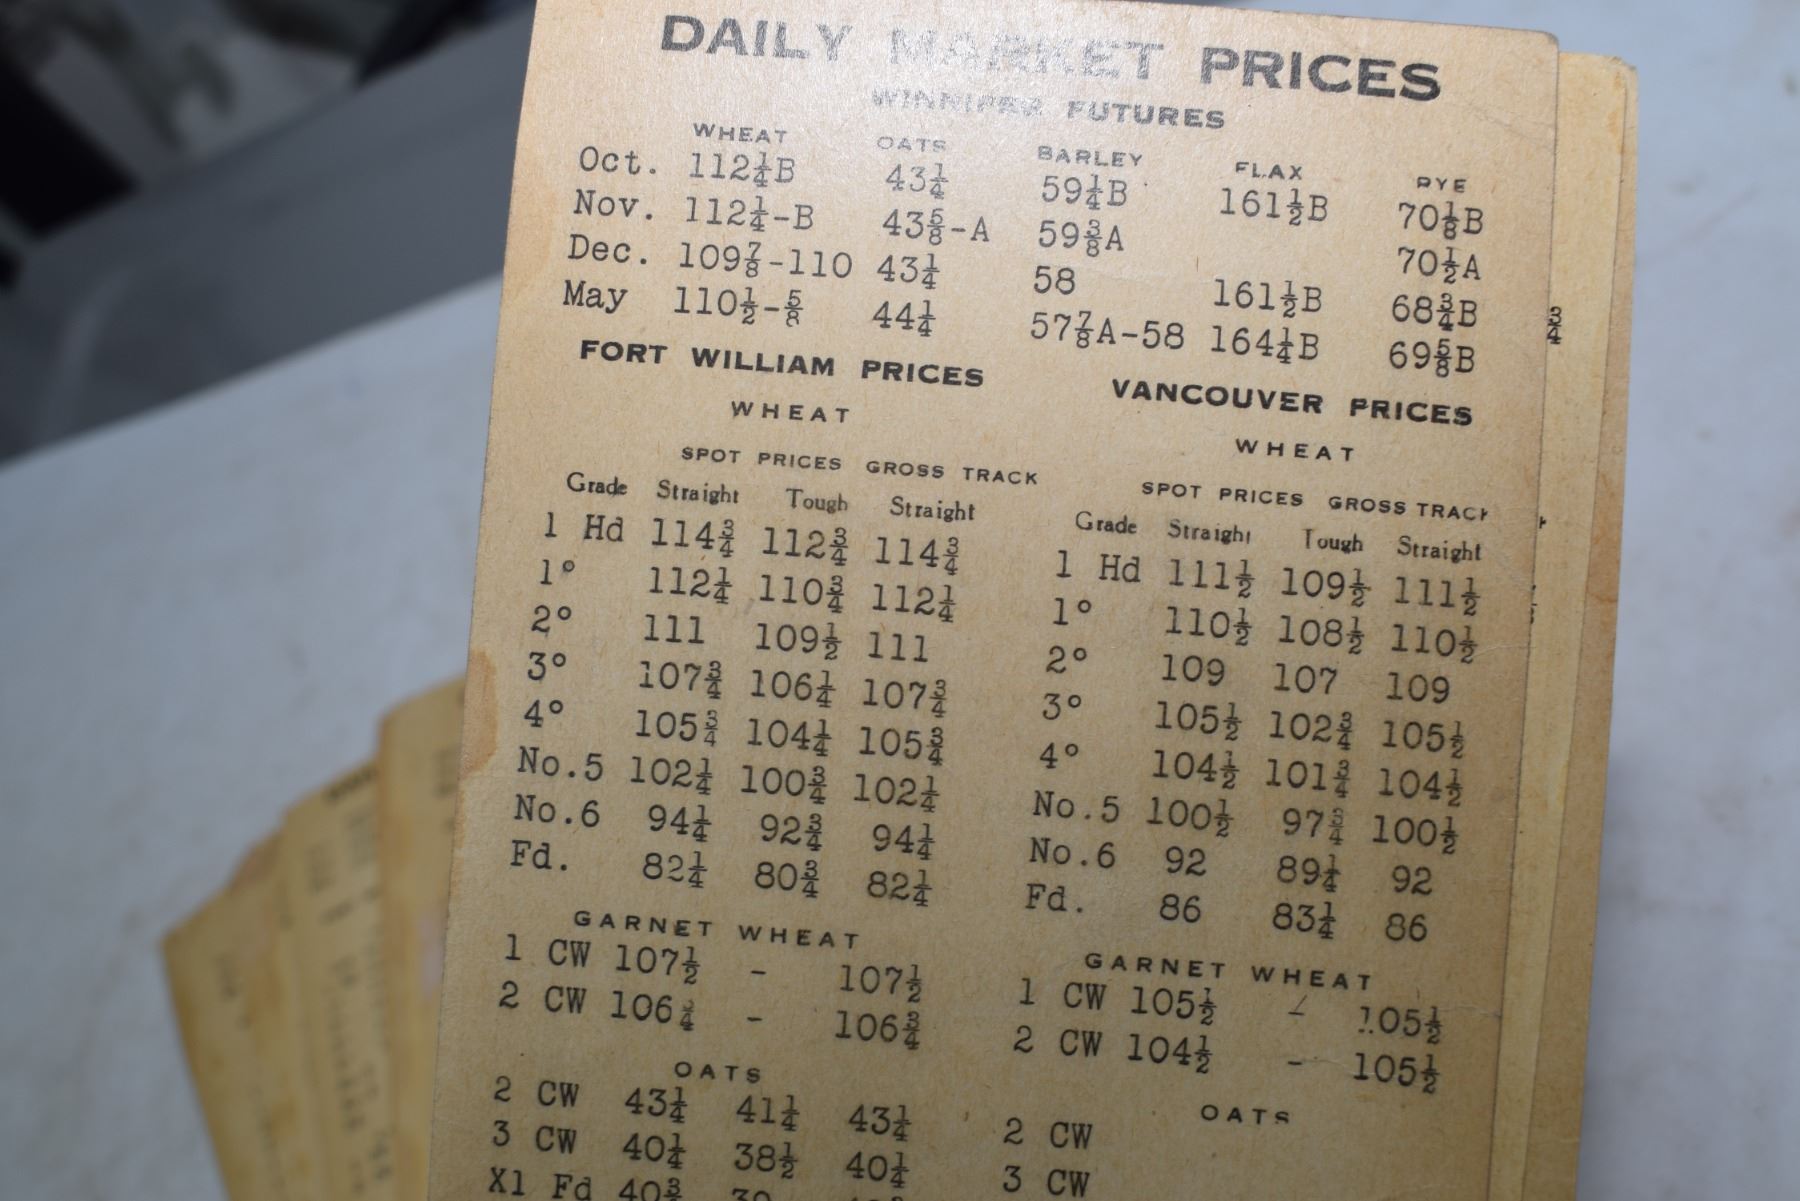 DAILY MARKET PRICES
WINNIPEG FUTURES
WHEAT OATS BARLEY FLAX RYE
Oct. 112¼B 43¼ 59¼B 161½B 70⅛B
Nov. 112¼-B 43⅝-A 59⅜A 70½A
Dec. 109⅞-110 43¼ 58 161½B 68¾B
May 110½-⅝ 44¼ 57⅞A-58 164¼B 69⅝B
FORT WILLIAM PRICES
WHEAT
SPOT PRICES GROSS TRACK
Grade Straight Tough Straight
1 Hd 114¾ 112¾ 114¾
1° 112¼ 110¾ 112¼
2° 111 109½ 111
3° 107¾ 106¼ 107¾
4° 105¾ 104¼ 105¾
No.5 102¼ 100¾ 102¼
No.6 94¼ 92¾ 94¼
Fd. 82¼ 80¾ 82¼
GARNET WHEAT
1 CW 107½ - 107½
2 CW 106¾ - 106¾
OATS
2 CW 43¼ 41¼ 43¼
3 CW 40¼ 38½ 40¼
X1 Fd 40¾
VANCOUVER PRICES
WHEAT
SPOT PRICES GROSS TRACK
Grade Straight Tough Straight
1 Hd 111½ 109½ 111½
1° 110½ 108½ 110½
2° 109 107 109
3° 105½ 102¾ 105½
4° 104½ 101¾ 104½
No.5 100½ 97¾ 100½
No.6 92 89¼ 92
Fd. 86 83¼ 86
GARNET WHEAT
1 CW 105½ - 105½
2 CW 104½ - 105½
OATS
2 CW
3 CW
¾